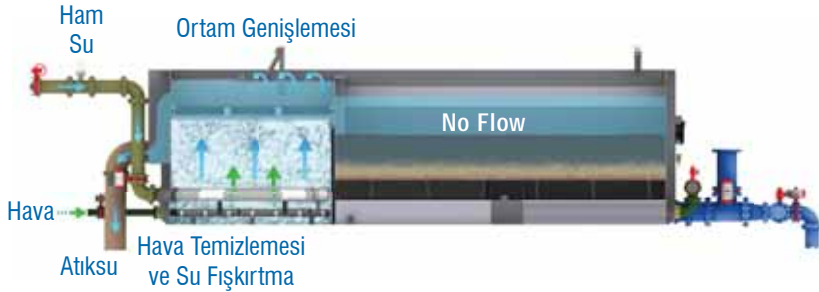 Ham
Su
Ortam Genişlemesi
No Flow
Hava
Atıksu
Hava Temizlemesi
ve Su Fışkırtma